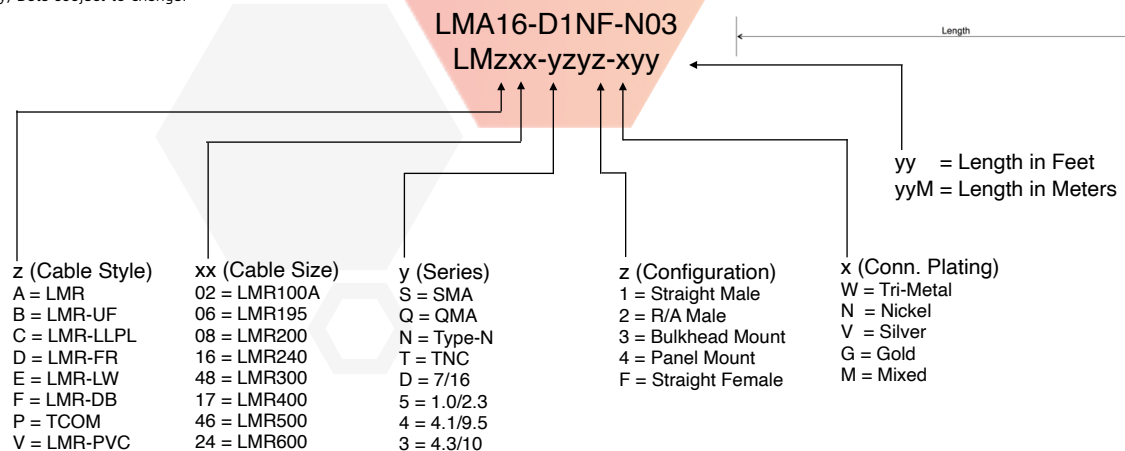 LMA16-D1NF-N03
LMzxx-yzyz-xyy
Length
yy = Length in Feet
yyM = Length in Meters
z (Cable Style)
A = LMR
B = LMR-UF
C = LMR-LLPL
D = LMR-FR
E = LMR-LW
F = LMR-DB
P = TCOM
V = LMR-PVC
xx (Cable Size)
02 = LMR100A
06 = LMR195
08 = LMR200
16 = LMR240
48 = LMR300
17 = LMR400
46 = LMR500
24 = LMR600
y (Series)
S = SMA
Q = QMA
N = Type-N
T = TNC
D = 7/16
5 = 1.0/2.3
4 = 4.1/9.5
3 = 4.3/10
z (Configuration)
1 = Straight Male
2 = R/A Male
3 = Bulkhead Mount
4 = Panel Mount
F = Straight Female
x (Conn. Plating)
W = Tri-Metal
N = Nickel
V = Silver
G = Gold
M = Mixed